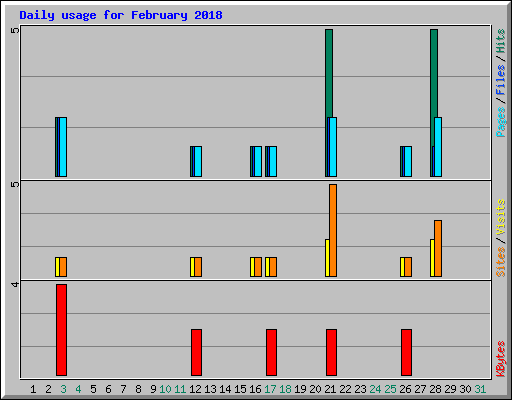 Daily usage for February 2018
5
5
4
Pages / Files / Hits
Sites / Visits
KBytes
1 2 3 4 5 6 7 8 9 10 11 12 13 14 15 16 17 18 19 20 21 22 23 24 25 26 27 28 29 30 31